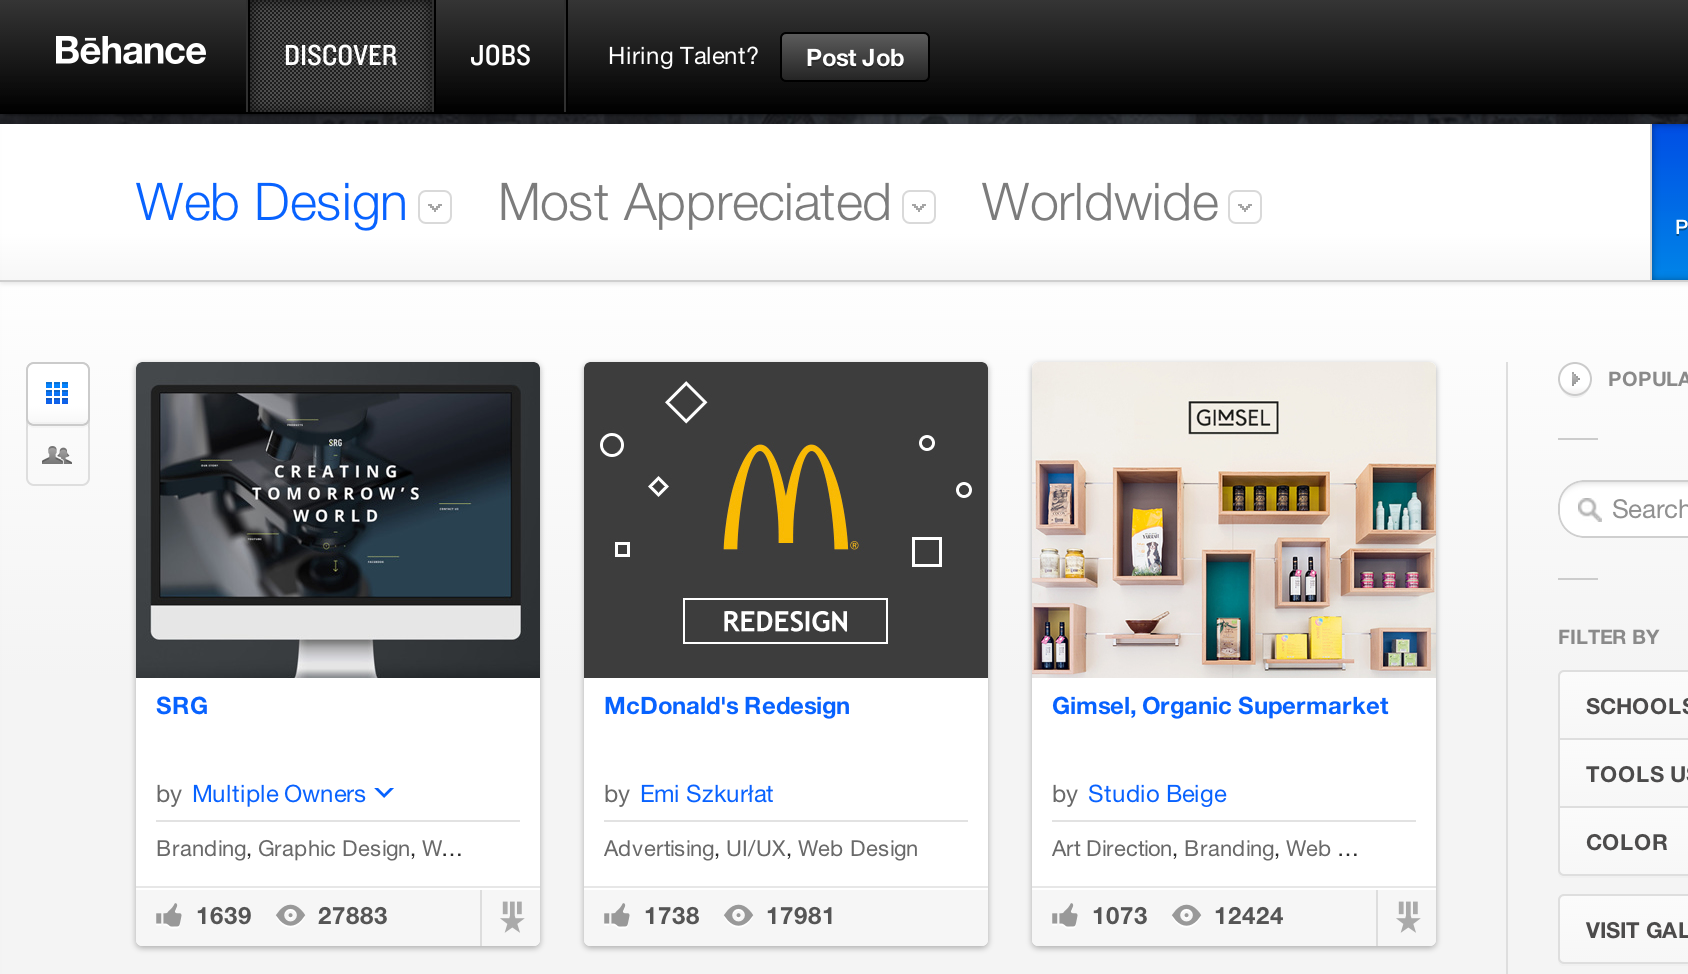 Bēhance
DISCOVER
JOBS
Hiring Talent?
Post Job
Web Design
Most Appreciated
Worldwide
P
SRG
CREATING
TOMORROW'S
WORLD
SRG
by Multiple Owners
Branding, Graphic Design, W...
1639 27883
®
REDESIGN
McDonald's Redesign
by Emi Szkurłat
Advertising, UI/UX, Web Design
1738 17981
GIMSEL
Gimsel, Organic Supermarket
by Studio Beige
Art Direction, Branding, Web ...
1073 12424
POPULA
Search
FILTER BY
SCHOOLS
TOOLS US
COLOR
VISIT GAL